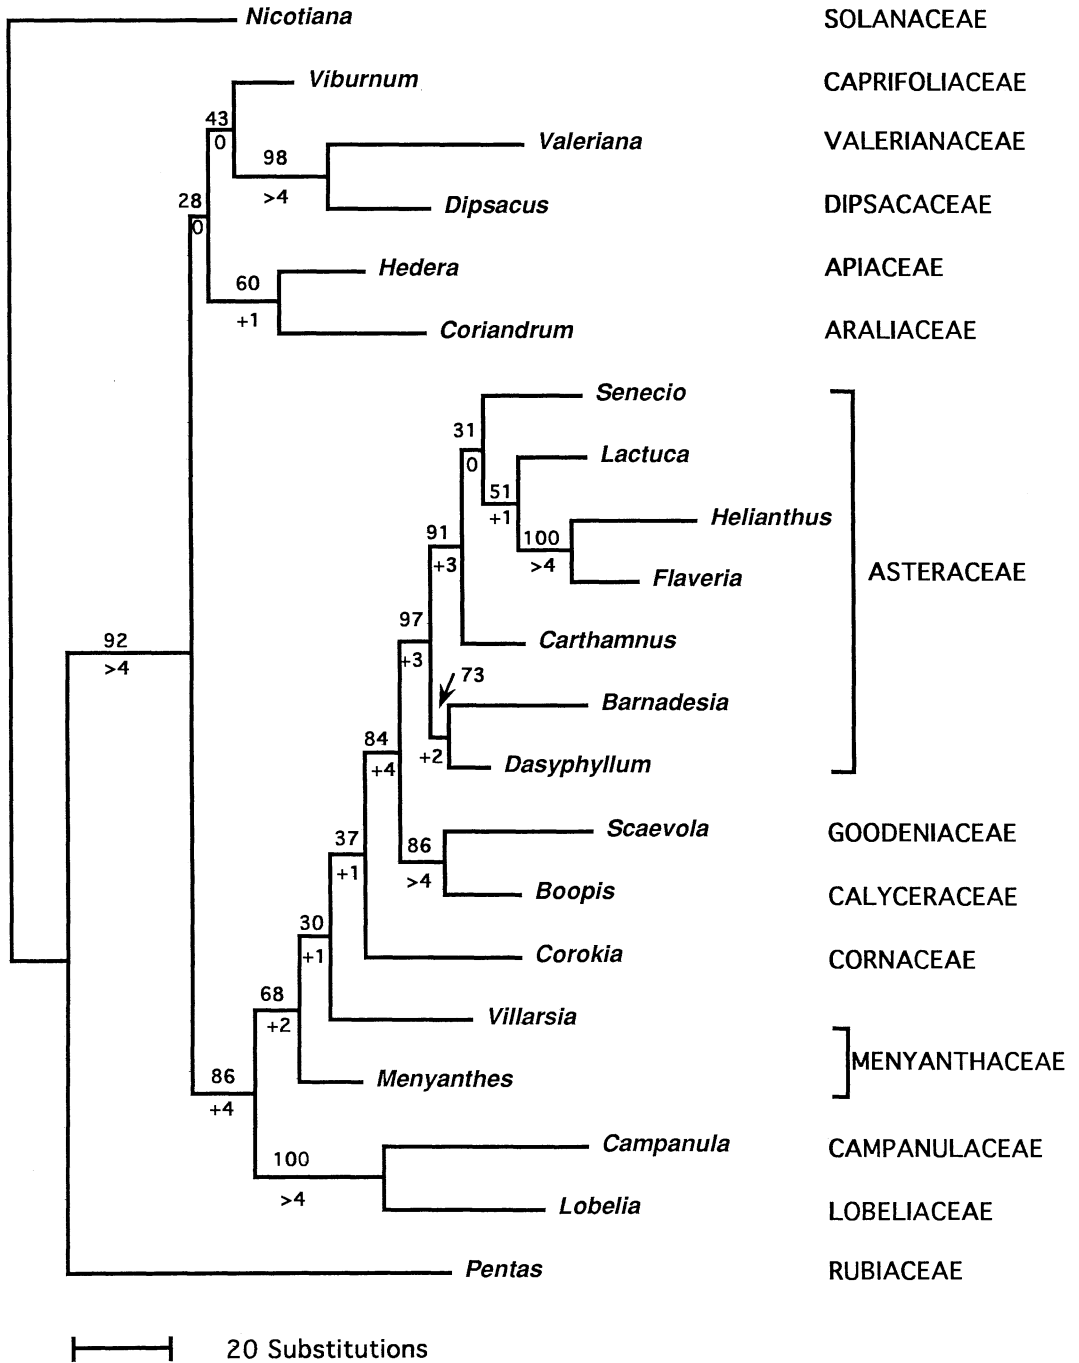 Nicotiana SOLANACEAE
Viburnum CAPRIFOLIACEAE
43
0
Valeriana VALERIANACEAE
98
>4
Dipsacus DIPSACACEAE
28
0
Hedera APIACEAE
60
+1
Coriandrum ARALIACEAE
Senecio
31
0
Lactuca
51
+1
Helianthus
100
>4
91
+3
Flaveria
ASTERACEAE
97
+3
Carthamnus
92
>4
73
Barnadesia
84
+4
+2
Dasyphyllum
Scaevola GOODENIACEAE
37
+1
86
>4
Boopis CALYCERACEAE
30
+1
Corokia CORNACEAE
68
+2
Villarsia
MENYANTHACEAE
86
+4
Menyanthes
Campanula CAMPANULACEAE
100
>4
Lobelia LOBELIACEAE
Pentas RUBIACEAE
20 Substitutions